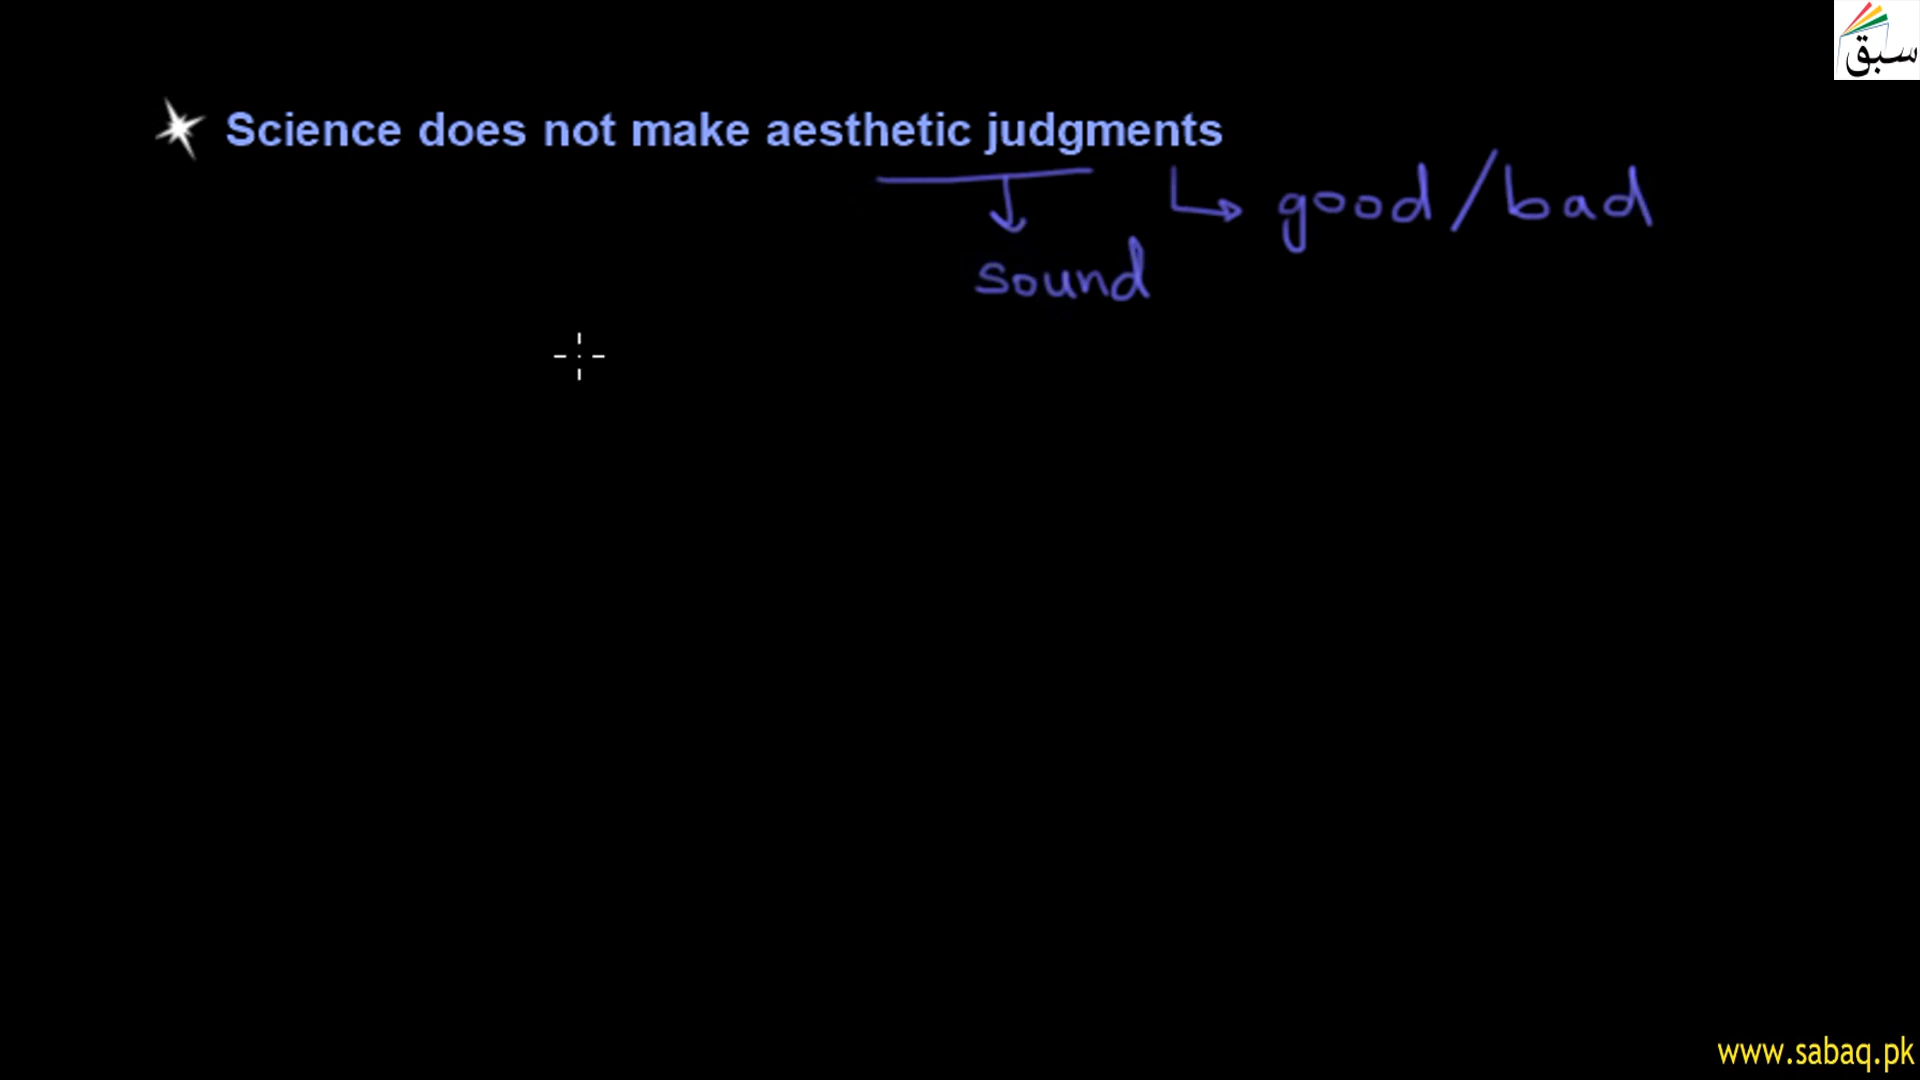 سبق
Science does not make aesthetic judgments
good/bad
sound
www.sabaq.pk